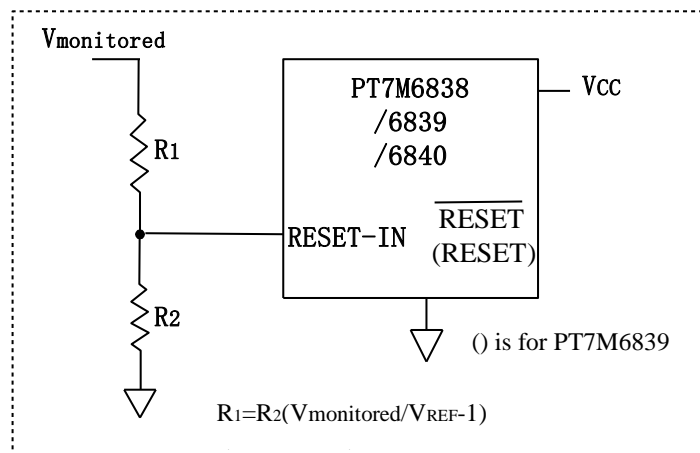 Vmonitored
PT7M6838
/6839
/6840
VCC
R1
RESET-IN
RESET
(RESET)
R2
() is for PT7M6839
R1=R2(Vmonitored/VREF-1)